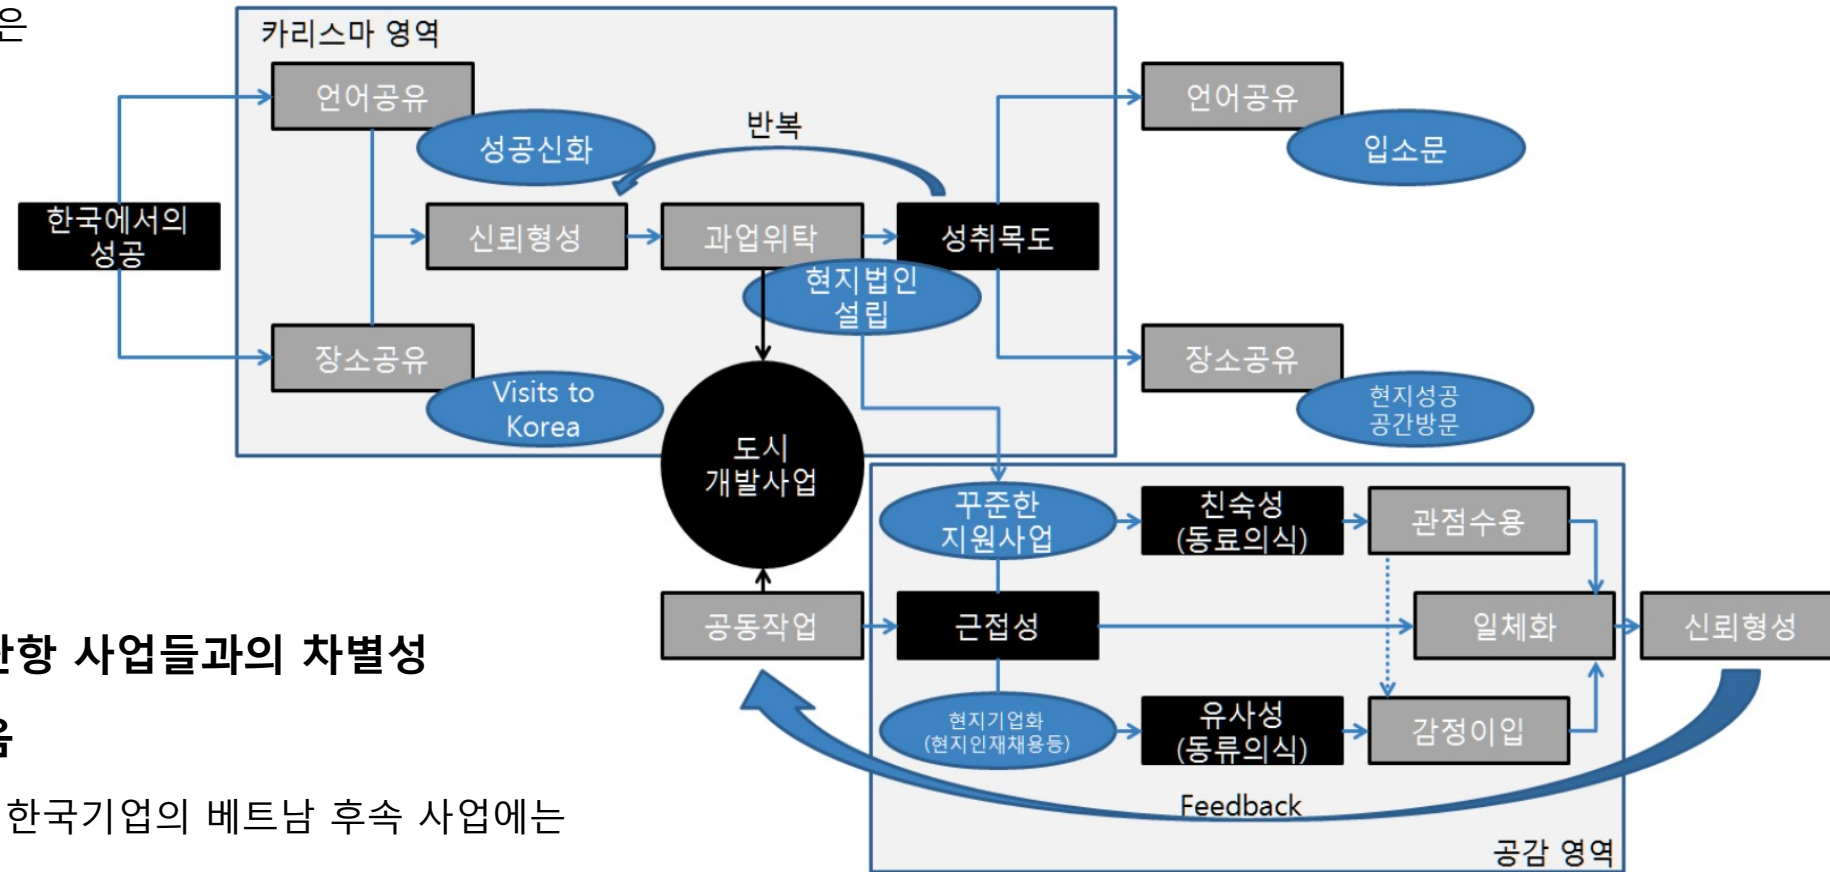 은
카리스마 영역
언어공유
성공신화
반복
언어공유
입소문
한국에서의
성공
신뢰형성
과업위탁
성취목도
현지법인
설립
장소공유
Visits to
Korea
장소공유
현지성공
공간방문
도시
개발사업
꾸준한
지원사업
친숙성
(동료의식)
관점수용
공동작업
근접성
일체화
신뢰형성
현지기업화
(현지인재채용등)
유사성
(동류의식)
감정이입
Feedback
공감 영역
항 사업들과의 차별성
한국기업의 베트남 후속 사업에는